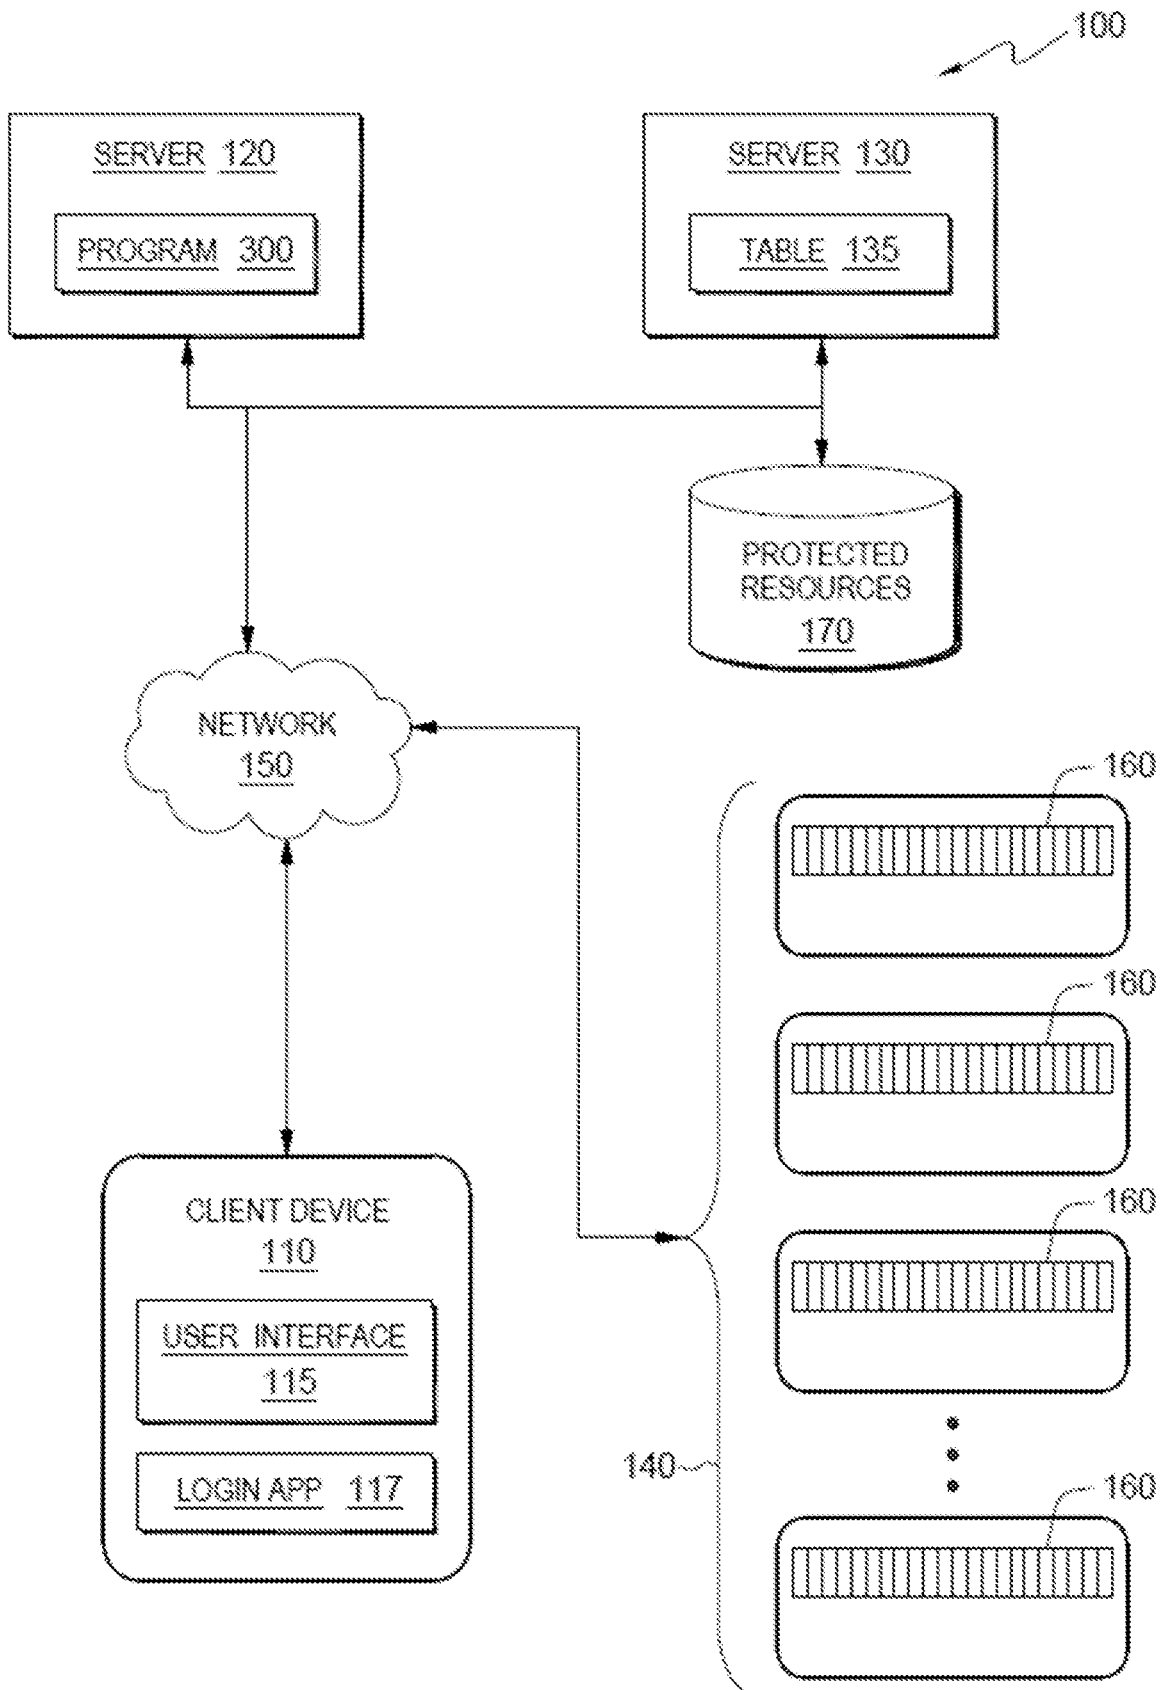 100
SERVER 120
PROGRAM 300
SERVER 130
TABLE 135
PROTECTED
RESOURCES
170
NETWORK
150
160
160
CLIENT DEVICE
110
160
USER INTERFACE
115
140
LOGIN APP 117
160